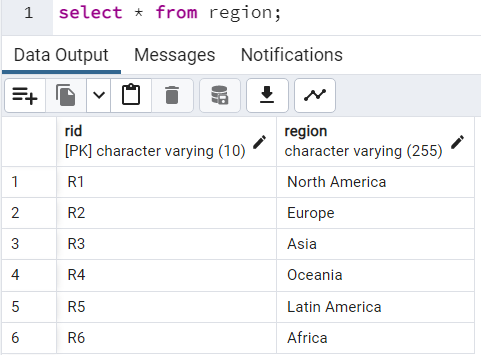 1 select * from region;
Data Output Messages Notifications
rid region
[PK] character varying (10) character varying (255)
1 R1 North America
2 R2 Europe
3 R3 Asia
4 R4 Oceania
5 R5 Latin America
6 R6 Africa